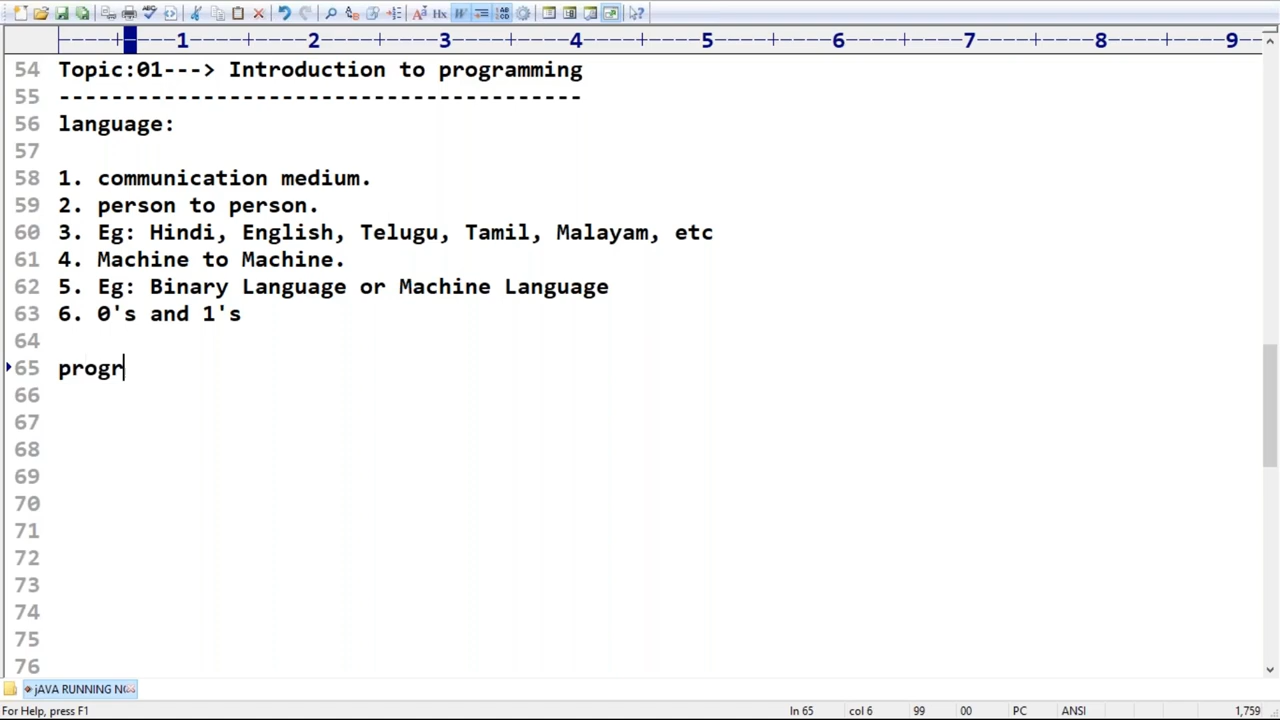 ----+----1----+----2----+----3----+----4----+----5----+----6----+----7----+----8----+----9--
54 Topic:01---> Introduction to programming
55 ----------------------------------------
56 language:
57
58 1. communication medium.
59 2. person to person.
60 3. Eg: Hindi, English, Telugu, Tamil, Malayam, etc
61 4. Machine to Machine.
62 5. Eg: Binary Language or Machine Language
63 6. 0's and 1's
64
65 progr
66
67
68
69
70
71
72
73
74
75
76
jAVA RUNNING
For Help, press F1 ln 65 col 6 99 00 PC ANSI 1,759